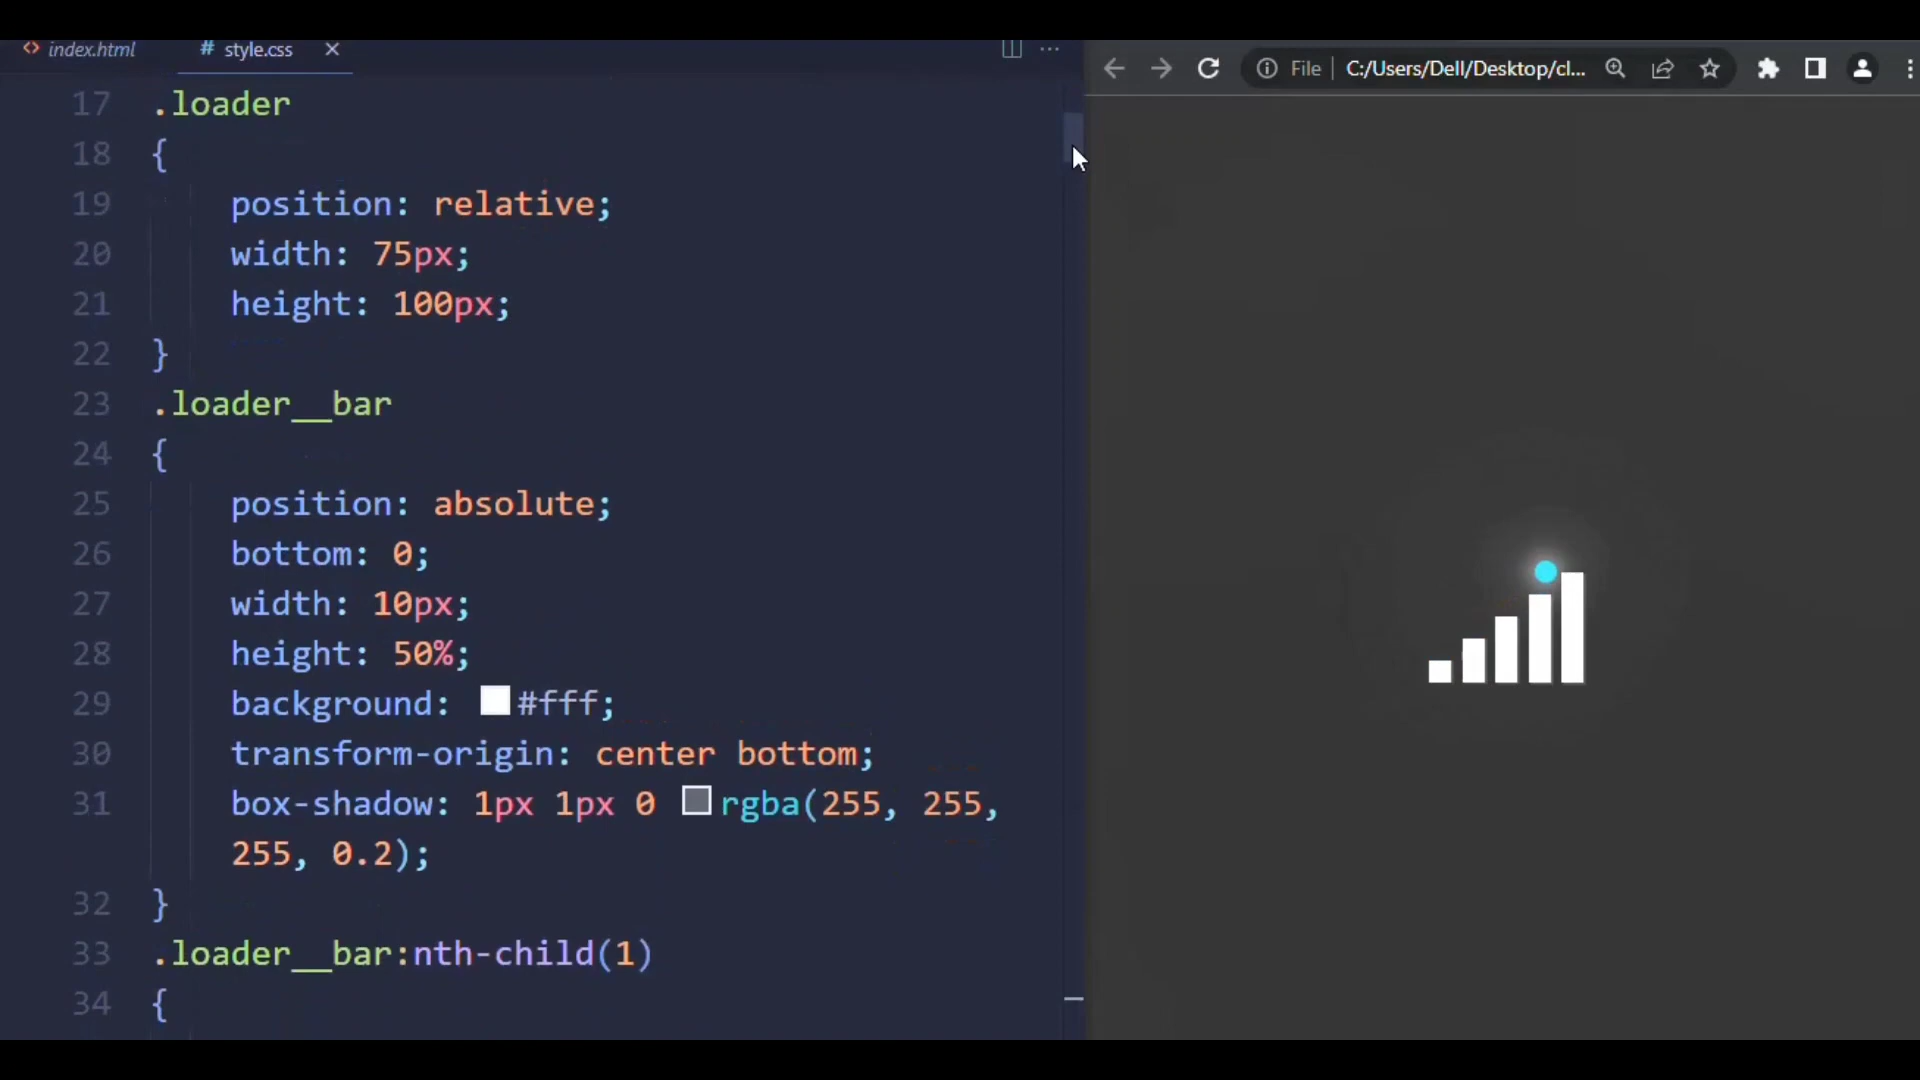 index.html
# style.css
File
C:/Users/Dell/Desktop/cl...
17 .loader
18 {
19 position: relative;
20 width: 75px;
21 height: 100px;
22 }
23 .loader__bar
24 {
25 position: absolute;
26 bottom: 0;
27 width: 10px;
28 height: 50%;
29 background: #fff;
30 transform-origin: center bottom;
31 box-shadow: 1px 1px 0 rgba(255, 255,
255, 0.2);
32 }
33 .loader__bar:nth-child(1)
34 {